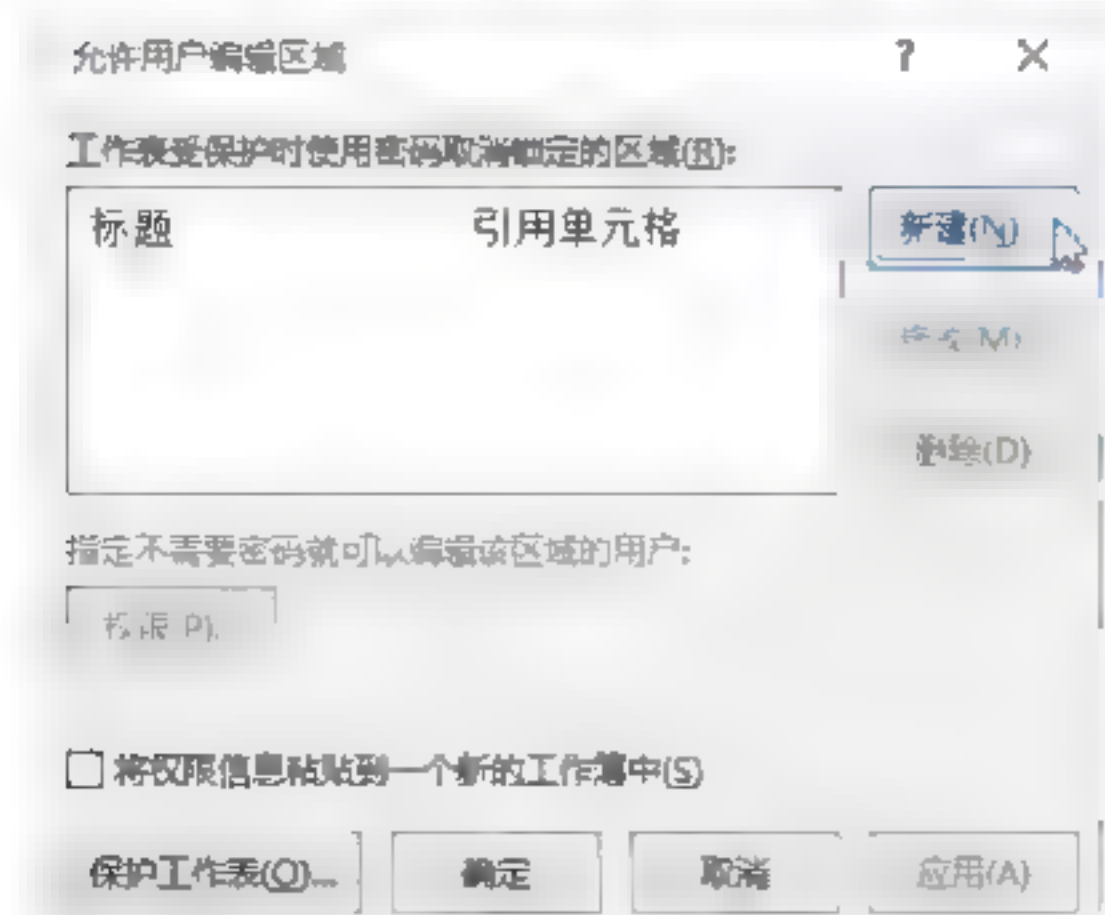 允许用户编辑区域 ? ×
工作表受保护时使用密码取消锁定的区域(R):
标题 引用单元格 新建(N)
删除(D)
指定不需要密码就可以编辑该区域的用户:
权限(P)...
将权限信息粘贴到一个新的工作簿中(S)
保护工作表(O)... 确定 取消 应用(A)